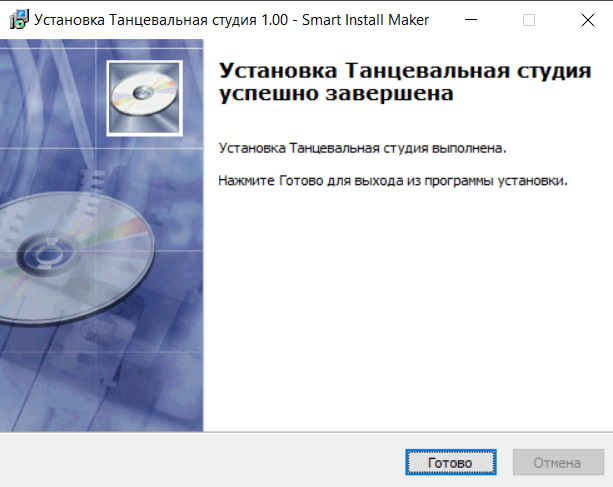 Установка Танцевальная студия 1.00 - Smart Install Maker
Установка Танцевальная студия
успешно завершена
Установка Танцевальная студия выполнена.
Нажмите Готово для выхода из программы установки.
Готово
Отмена